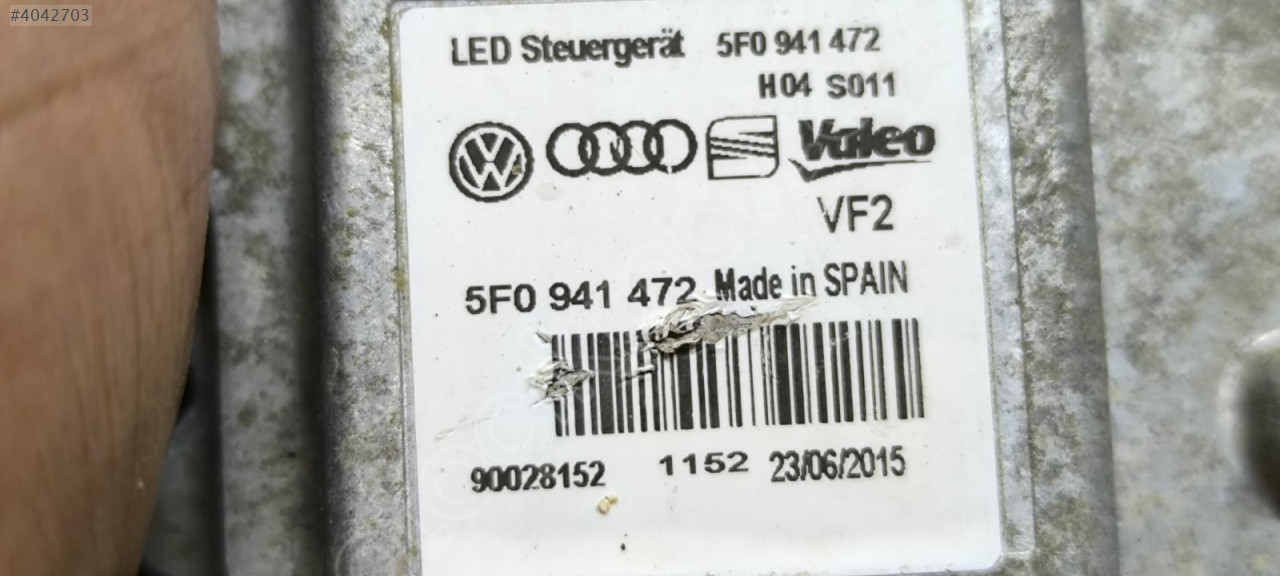 #4042703
LED Steuergerät 5F0 941 472
H04 S011
Valeo
VF2
5F0 941 472 Made in SPAIN
90028152 1152 23/06/2015